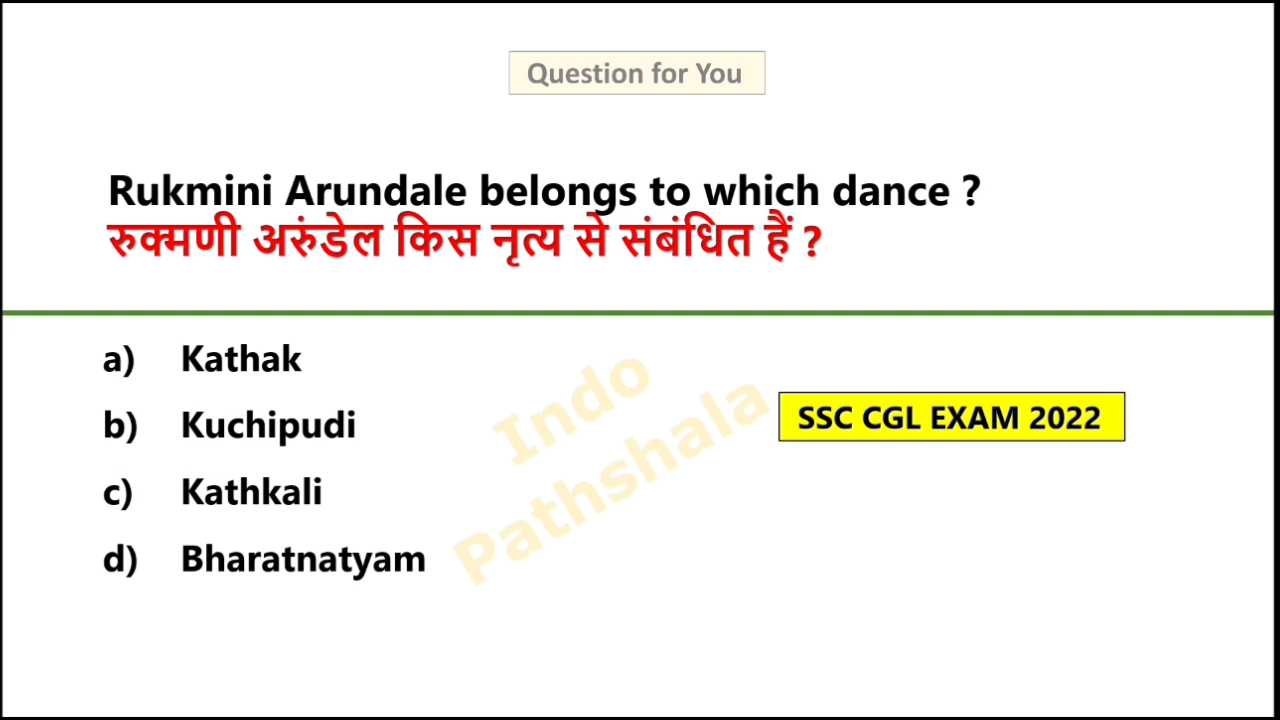 Question for You
Rukmini Arundale belongs to which dance ?
रुक्मणी अरुंडेल किस नृत्य से संबंधित हैं ?
a) Kathak
b) Kuchipudi
c) Kathkali
d) Bharatnatyam
SSC CGL EXAM 2022
Indo
Pathshala